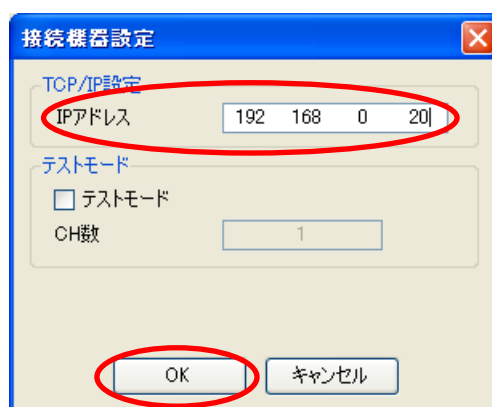 接続機器設定
TCP/IP設定
IPアドレス 192 168 0 20
テストモード
テストモード
CH数 1
OK キャンセル